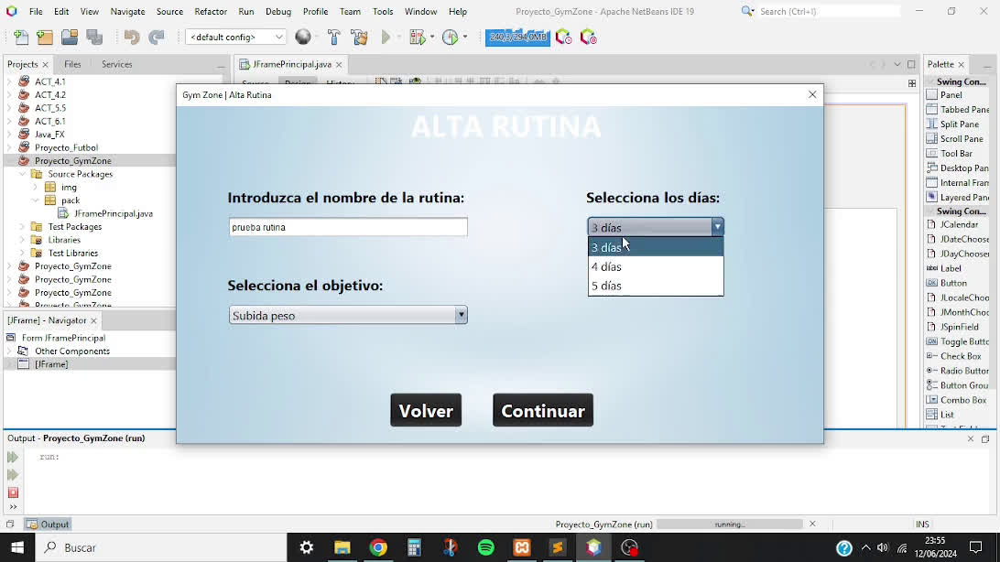 File Edit View Navigate Source Refactor Run Debug Profile Team Tools Window Help
Proyecto_GymZone - Apache NetBeans IDE 19
Search (Ctrl+I)
<default config>
240,3/294,0MB
Projects
Files
Services
JFramePrincipal.java
Palette
Source Design History
ACT_4.1
ACT_4.2
ACT_5.5
ACT_6.1
Java_FX
Proyecto_Futbol
Proyecto_GymZone
Source Packages
img
pack
JFramePrincipal.java
Test Packages
Libraries
Test Libraries
Proyecto_GymZone
Proyecto_GymZone
Proyecto_GymZone
Proyecto_GymZone
[JFrame] - Navigator
Form JFramePrincipal
Other Components
[JFrame]
Gym Zone | Alta Rutina
ALTA RUTINA
Introduzca el nombre de la rutina:
prueba rutina
Selecciona los días:
3 días
3 días
4 días
5 días
Selecciona el objetivo:
Subida peso
Volver
Continuar
Swing Con...
Panel
Tabbed Pane
Split Pane
Scroll Pane
Tool Bar
Desktop Pan
Internal Fram
Layered Pane
Swing Con...
JCalendar
JDateChoose
JDayChooser
label Label
Button
JLocaleChoo
JMonthChoo
JSpinField
Toggle Butto
Check Box
Radio Button
Button Grou
Combo Box
List
Output - Proyecto_GymZone (run)
run:
Output
Proyecto_GymZone (run)
running...
INS
Buscar
23:55
12/06/2024